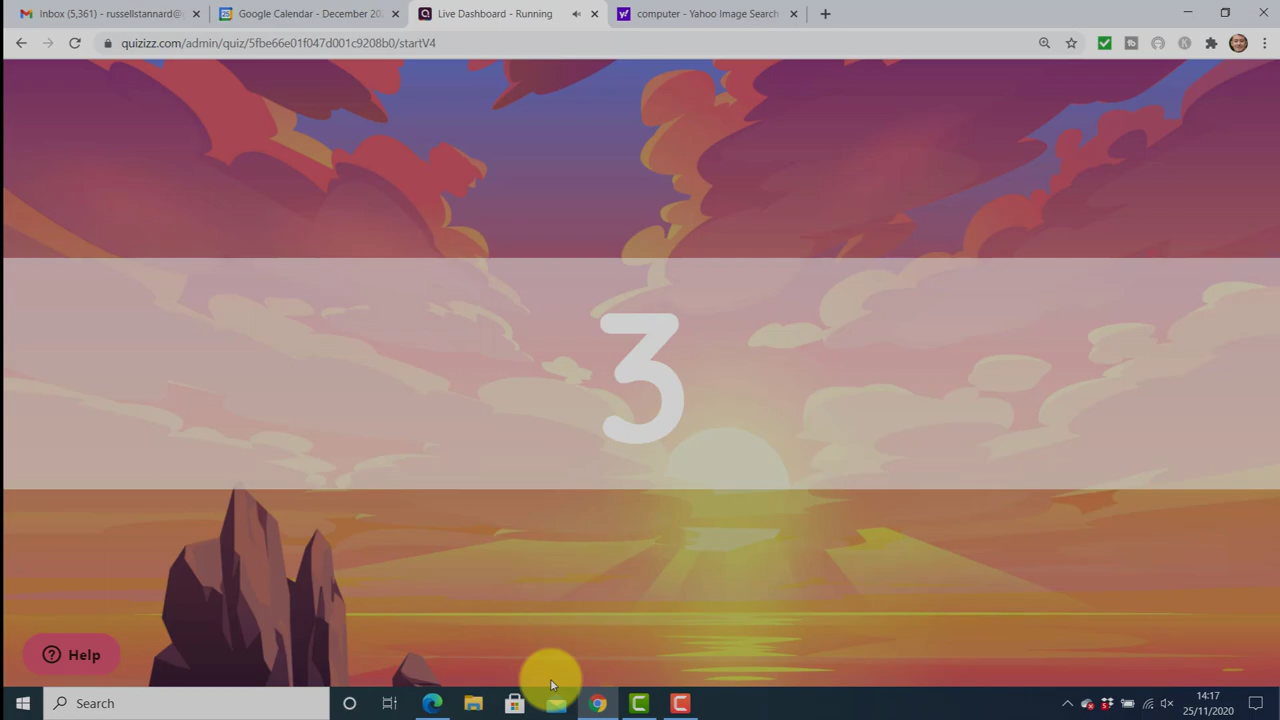 Inbox (5,361) - russellstannard@g
Google Calendar - December 202
Live Dashboard - Running
computer - Yahoo Image Search
quizizz.com/admin/quiz/5fbe66e01f047d001c9208b0/startV4
3
Help
Search
14:17
25/11/2020